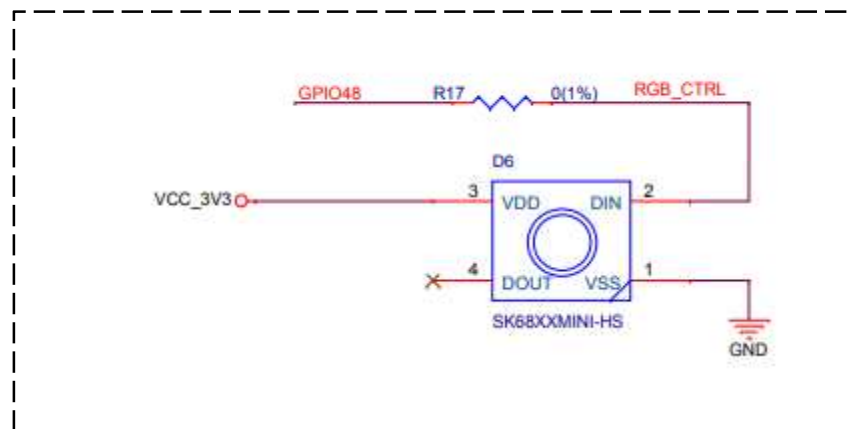 GPIO48 R17 0(1%) RGB_CTRL
D6
VCC_3V3 3 VDD DIN 2
4 DOUT VSS 1
SK68XXMINI-HS
GND